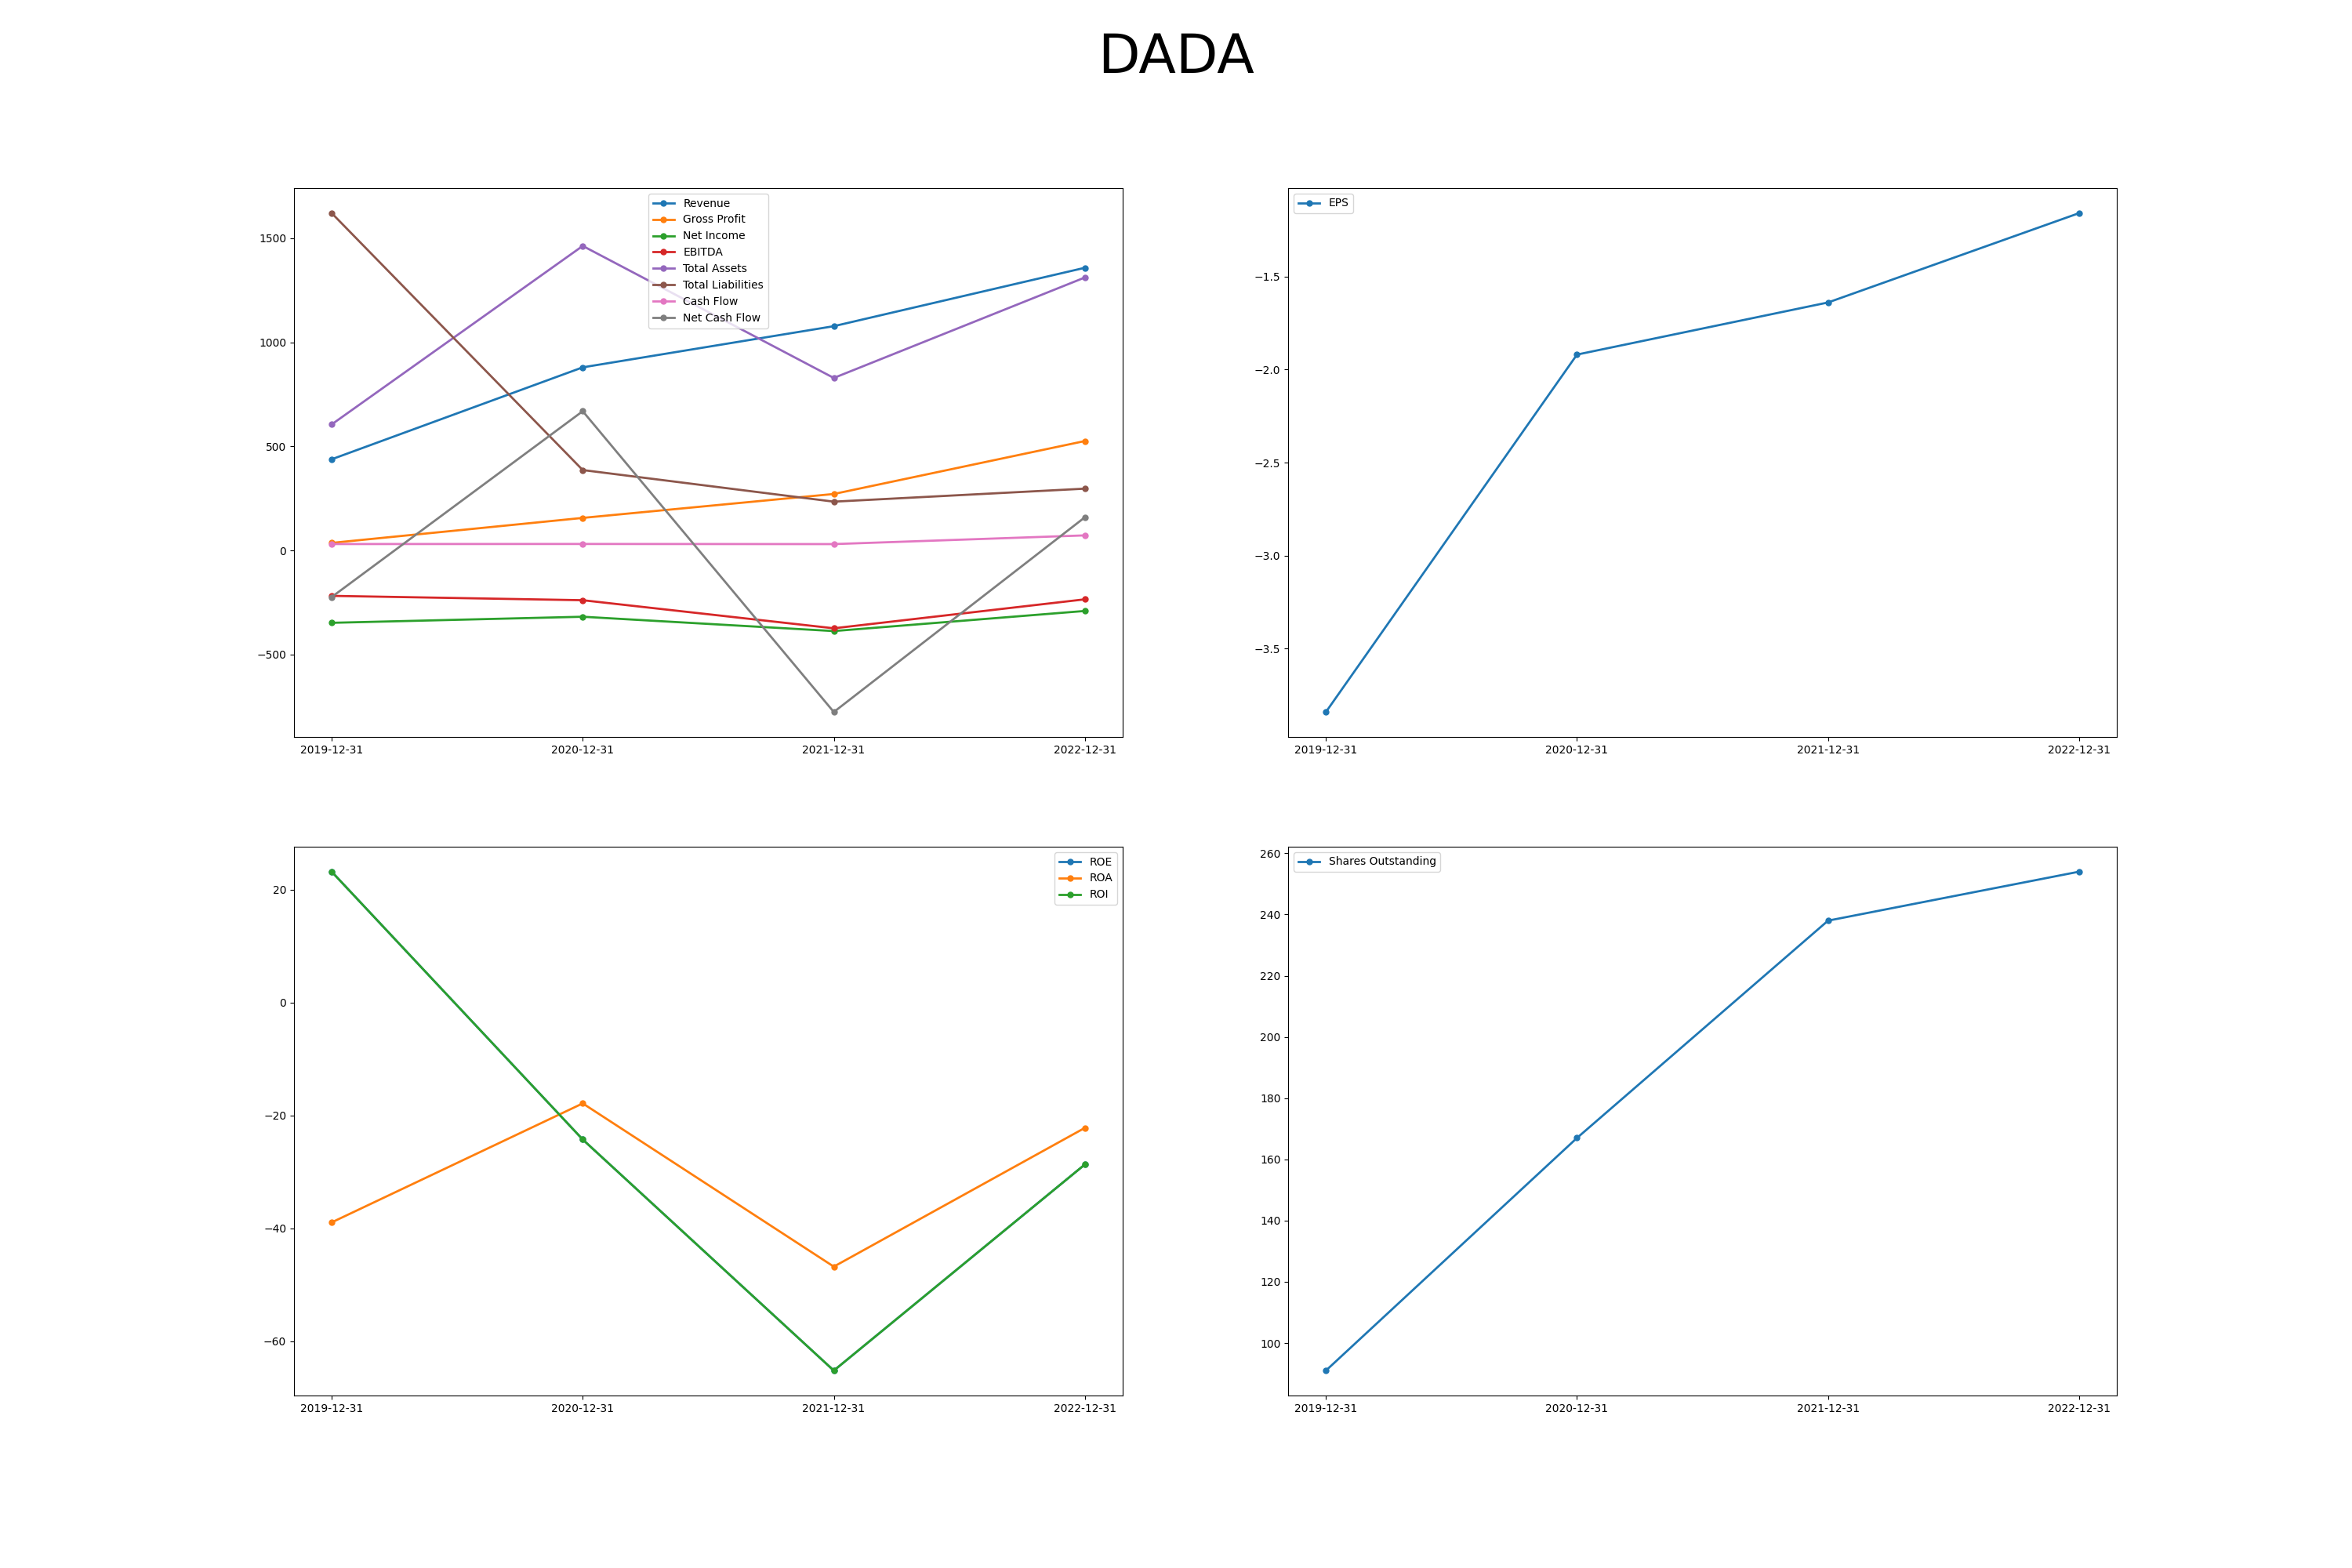 DADA
Revenue
Gross Profit
Net Income
EBITDA
Total Assets
Total Liabilities
Cash Flow
Net Cash Flow
1500
1000
500
0
−500
2019-12-31 2020-12-31 2021-12-31 2022-12-31
EPS
−1.5
−2.0
−2.5
−3.0
−3.5
2019-12-31 2020-12-31 2021-12-31 2022-12-31
ROE
ROA
ROI
20
0
−20
−40
−60
2019-12-31 2020-12-31 2021-12-31 2022-12-31
Shares Outstanding
260
240
220
200
180
160
140
120
100
2019-12-31 2020-12-31 2021-12-31 2022-12-31